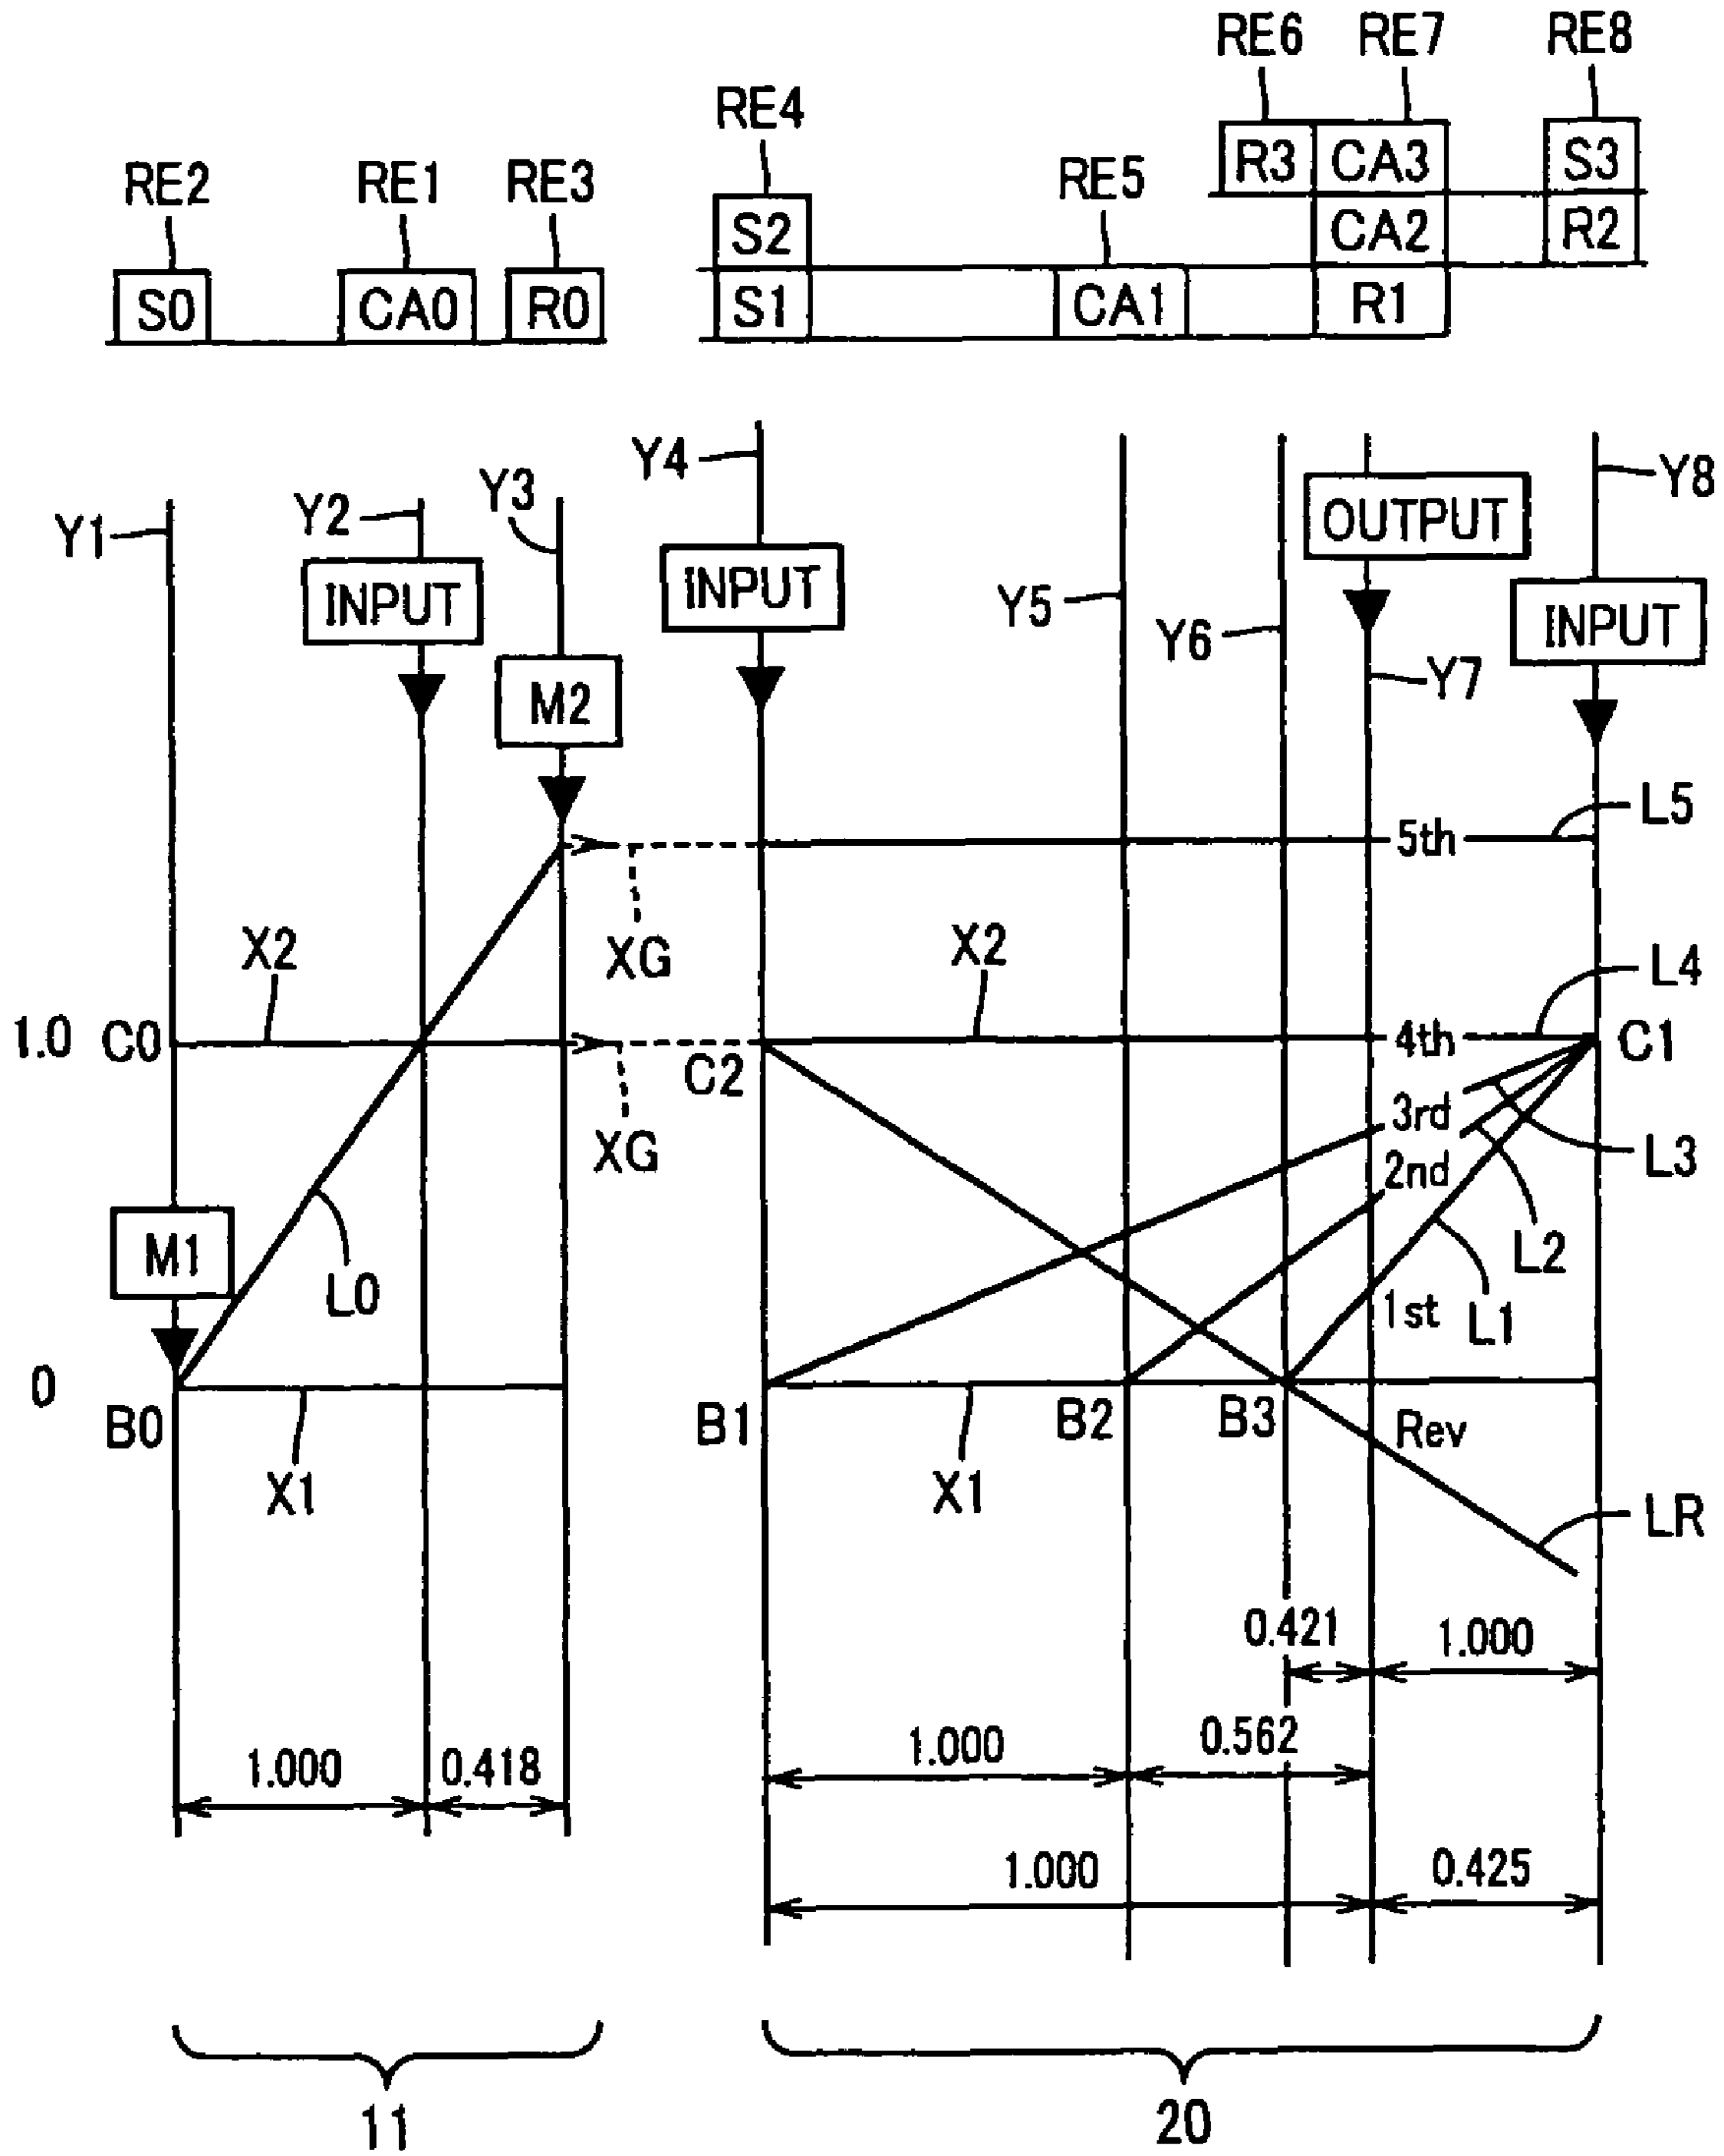 RE6 RE7 RE8
RE4
RE2 RE1 RE3 RE5
R3 CA3 S3
S2 CA2 R2
S0 CA0 R0 S1 CA1 R1
Y4 Y8
Y1 Y2 Y3
OUTPUT
INPUT INPUT Y5 INPUT
Y6
M2 Y7
L5
5th
X2 XG X2 L4
1.0 C0 4th C1
C2
3rd
XG L3
2nd
M1 L2
L0 1st L1
0
B0 B1 B2 B3 Rev
X1 X1
LR
0.421 1.000
1.000 0.562
1.000 0.418
1.000 0.425
11 20